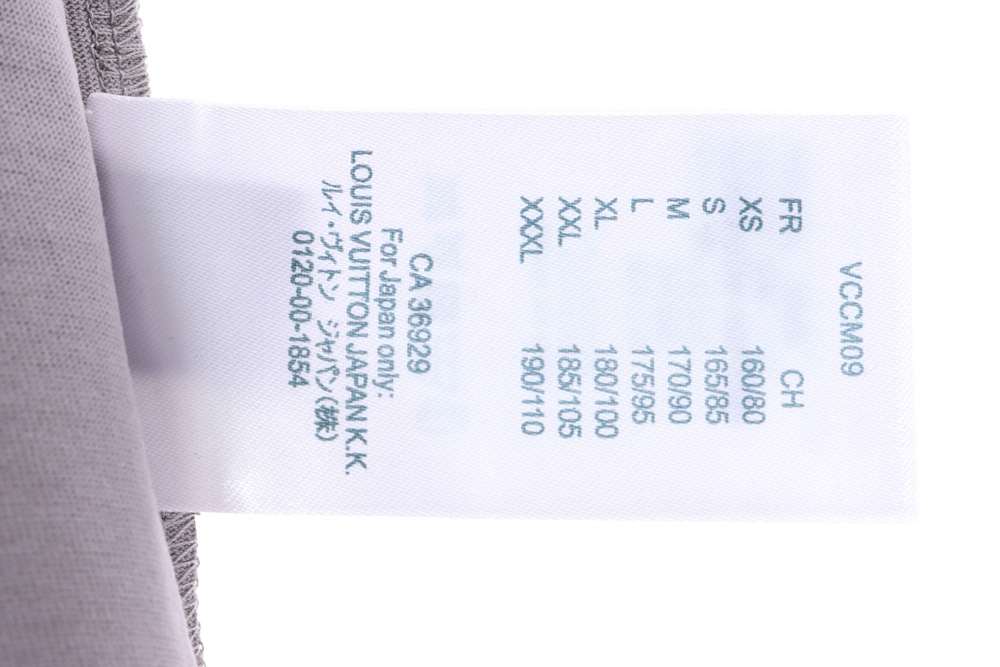 VCCM09
FR CH
XS 160/80
S 165/85
M 170/90
L 175/95
XL 180/100
XXL 185/105
XXXL 190/110
CA 36929
For Japan only:
LOUIS VUITTON JAPAN K.K.
ルイ・ヴィトン ジャパン(株)
0120-00-1854